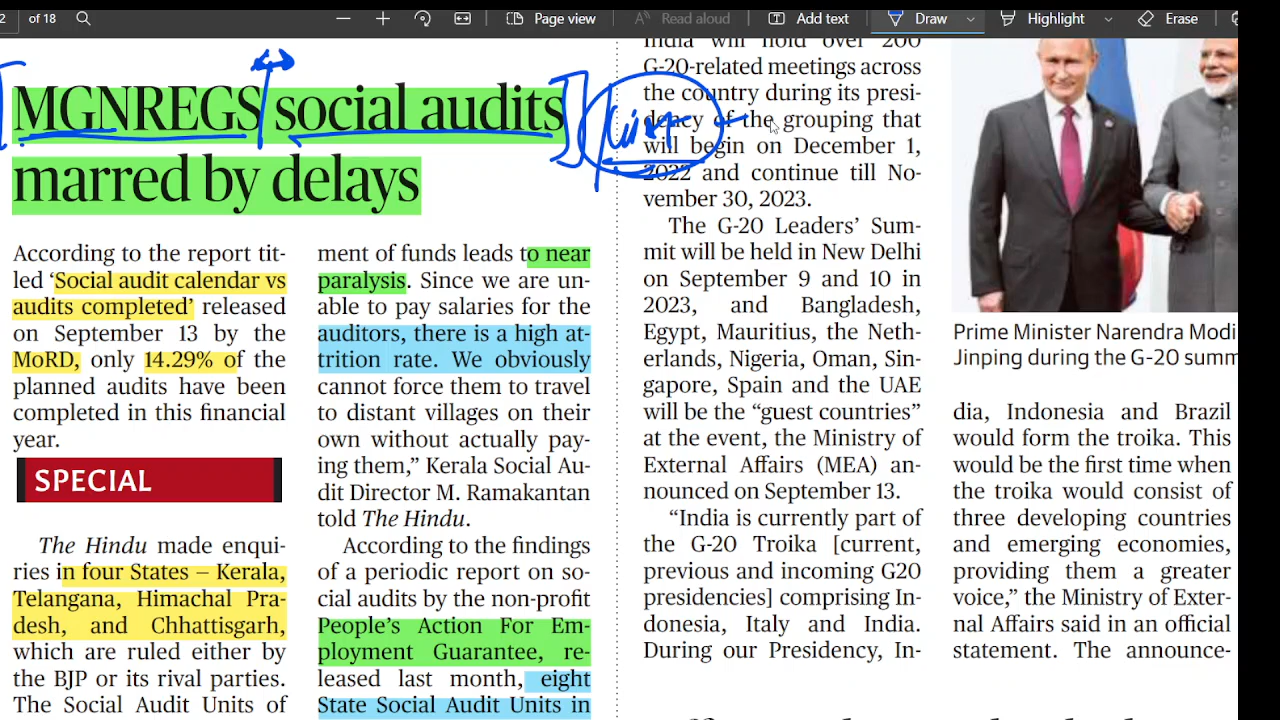 2
of 18
Page view
Read aloud
Add text
Draw
Highlight
Erase
MGNREGS social audits
marred by delays
According to the report tit-
led ‘Social audit calendar vs
audits completed’ released
on September 13 by the
MoRD, only 14.29% of the
planned audits have been
completed in this financial
year.
SPECIAL
The Hindu made enqui-
ries in four States – Kerala,
Telangana, Himachal Pra-
desh, and Chhattisgarh,
which are ruled either by
the BJP or its rival parties.
The Social Audit Units of
ment of funds leads to near
paralysis. Since we are un-
able to pay salaries for the
auditors, there is a high at-
trition rate. We obviously
cannot force them to travel
to distant villages on their
own without actually pay-
ing them,” Kerala Social Au-
dit Director M. Ramakantan
told The Hindu.
According to the findings
of a periodic report on so-
cial audits by the non-profit
People’s Action For Em-
ployment Guarantee, re-
leased last month, eight
State Social Audit Units in
India will hold over 200
G-20-related meetings across
the country during its presi-
dency of the grouping that
will begin on December 1,
2022 and continue till No-
vember 30, 2023.
The G-20 Leaders’ Sum-
mit will be held in New Delhi
on September 9 and 10 in
2023, and Bangladesh,
Egypt, Mauritius, the Neth-
erlands, Nigeria, Oman, Sin-
gapore, Spain and the UAE
will be the “guest countries”
at the event, the Ministry of
External Affairs (MEA) an-
nounced on September 13.
“India is currently part of
the G-20 Troika [current,
previous and incoming G20
presidencies] comprising In-
donesia, Italy and India.
During our Presidency, In-
Prime Minister Narendra Modi
Jinping during the G-20 summ
dia, Indonesia and Brazil
would form the troika. This
would be the first time when
the troika would consist of
three developing countries
and emerging economies,
providing them a greater
voice,” the Ministry of Exter-
nal Affairs said in an official
statement. The announce-